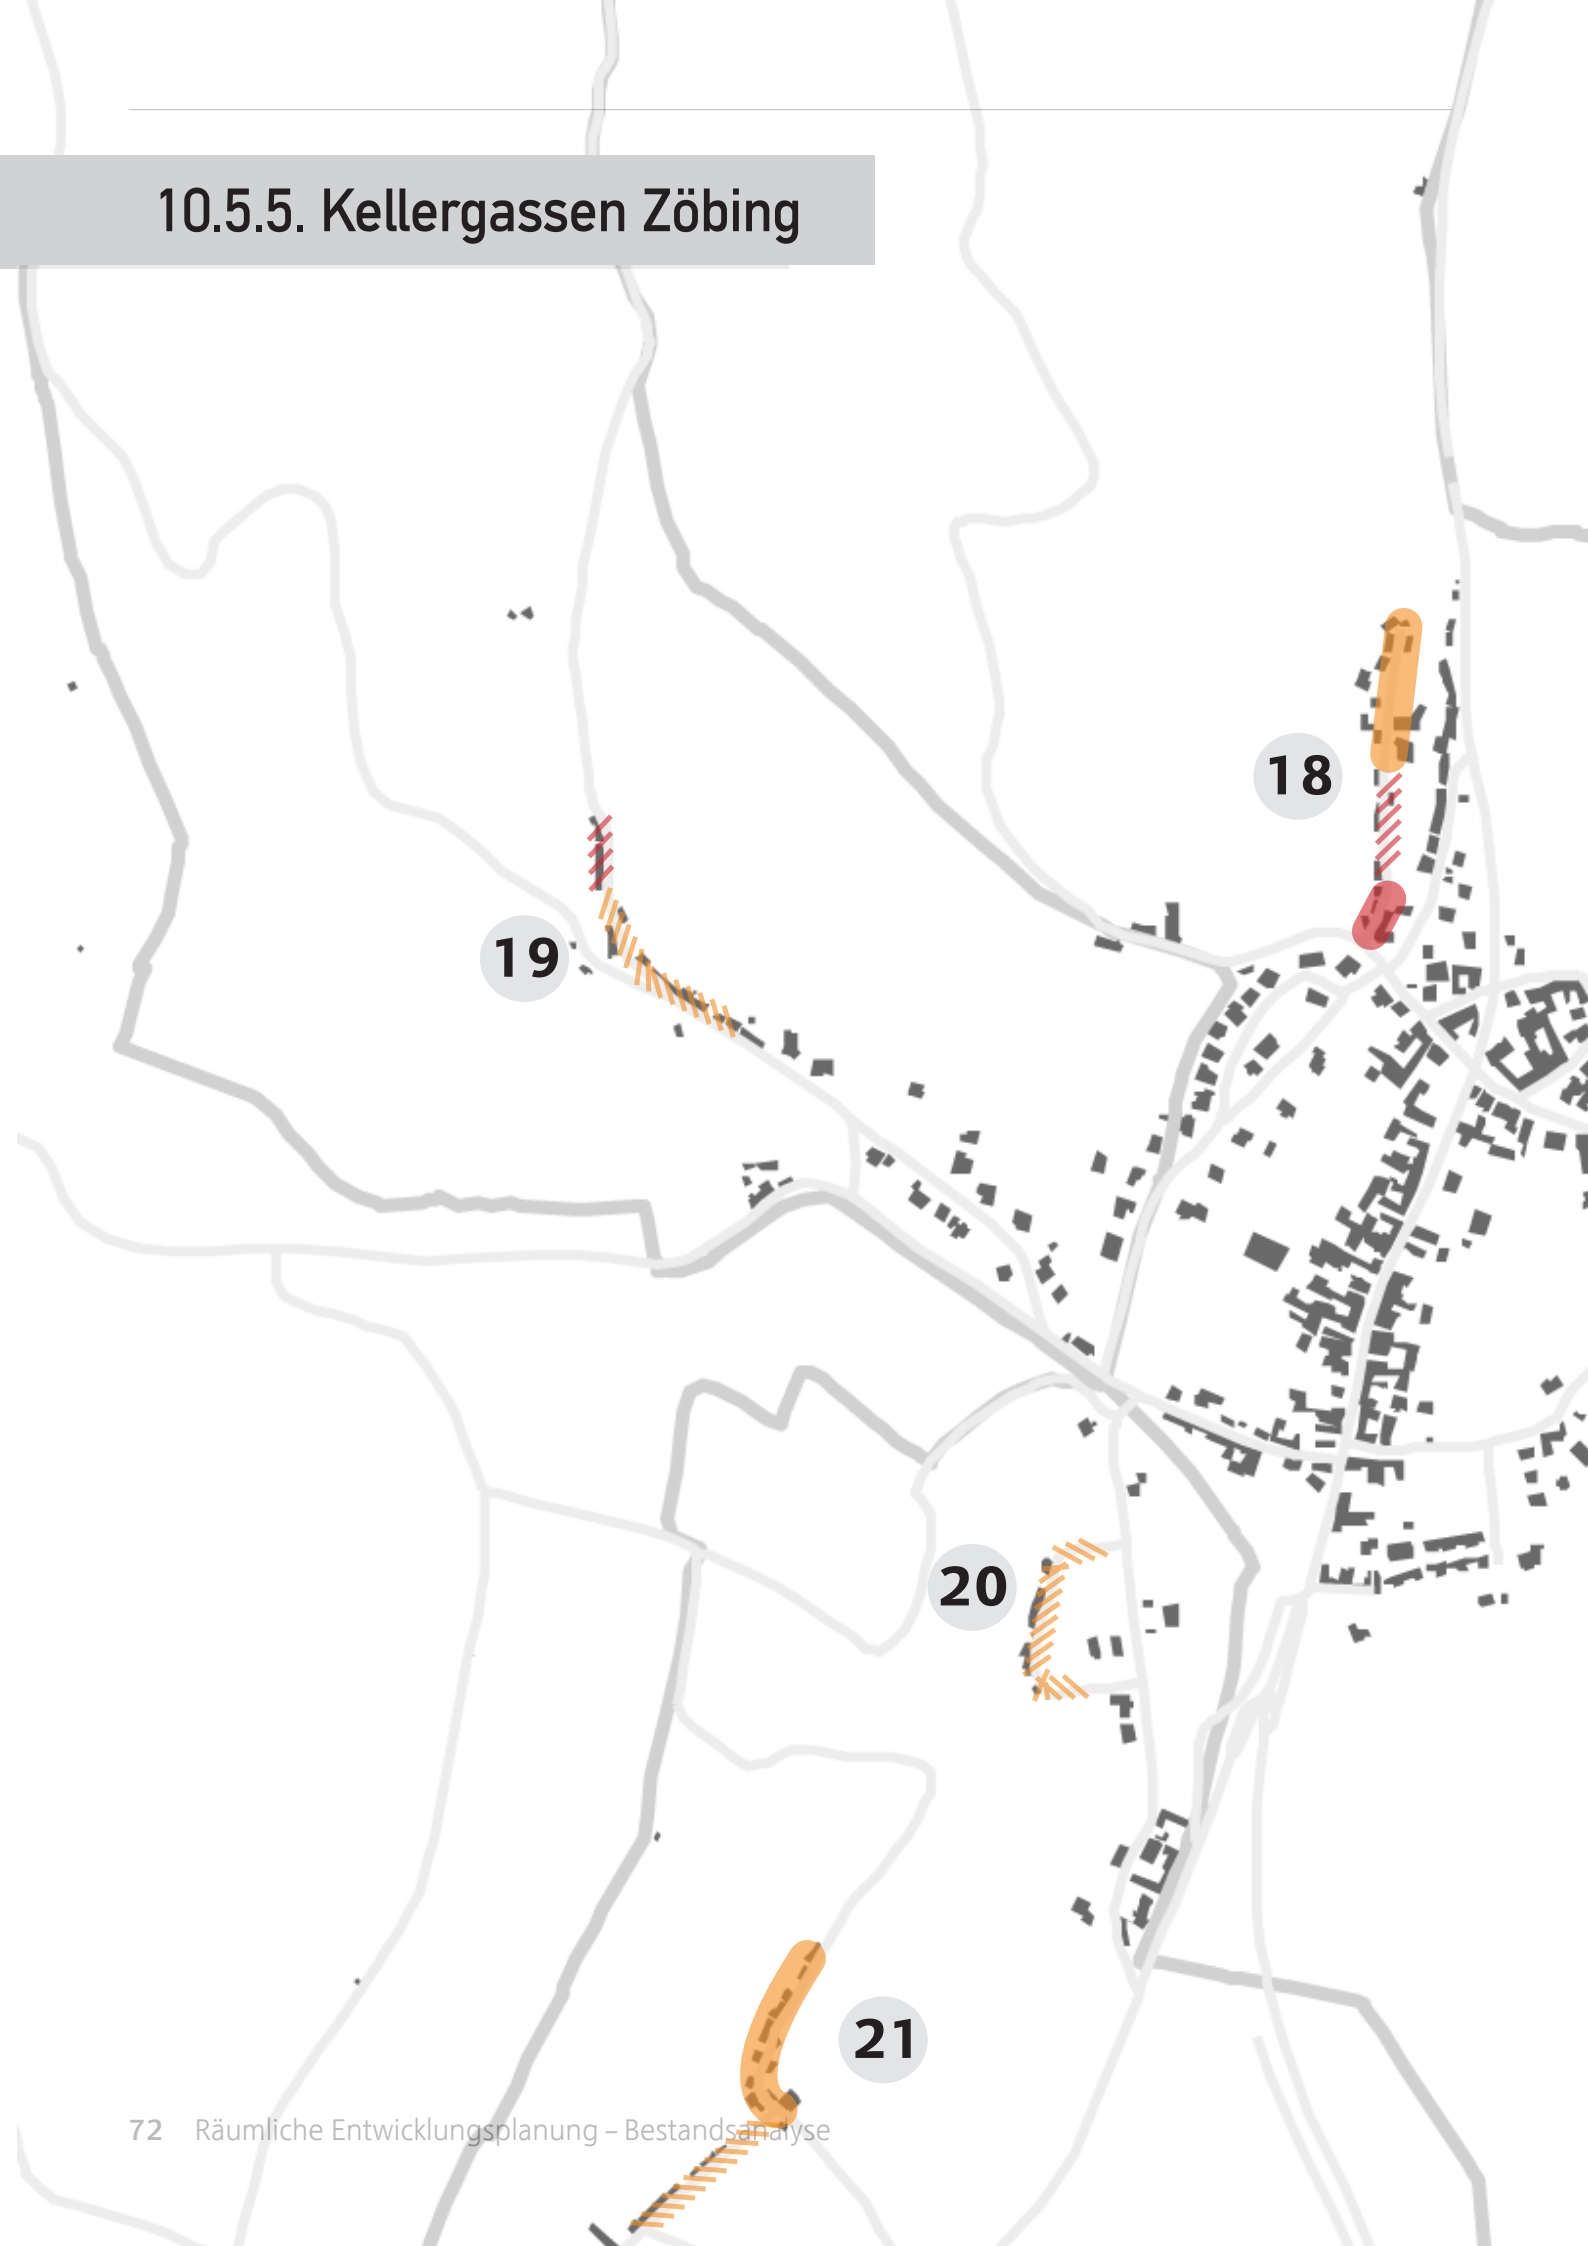 10.5.5. Kellergassen Zöbing
18
19
20
21
72 Räumliche Entwicklungsplanung – Bestandsanalyse